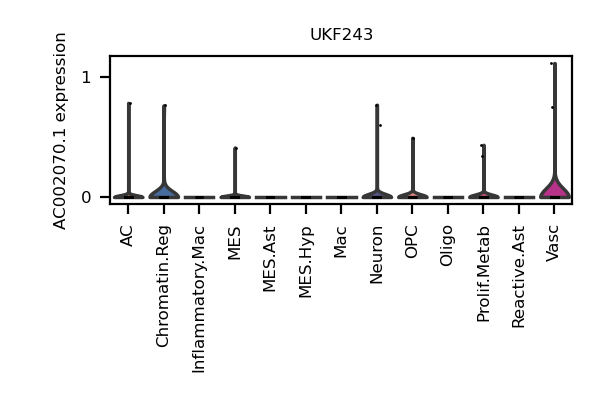 UKF243
AC002070.1 expression
1
0
AC
Chromatin.Reg
Inflammatory.Mac
MES
MES.Ast
MES.Hyp
Mac
Neuron
OPC
Oligo
Prolif.Metab
Reactive.Ast
Vasc